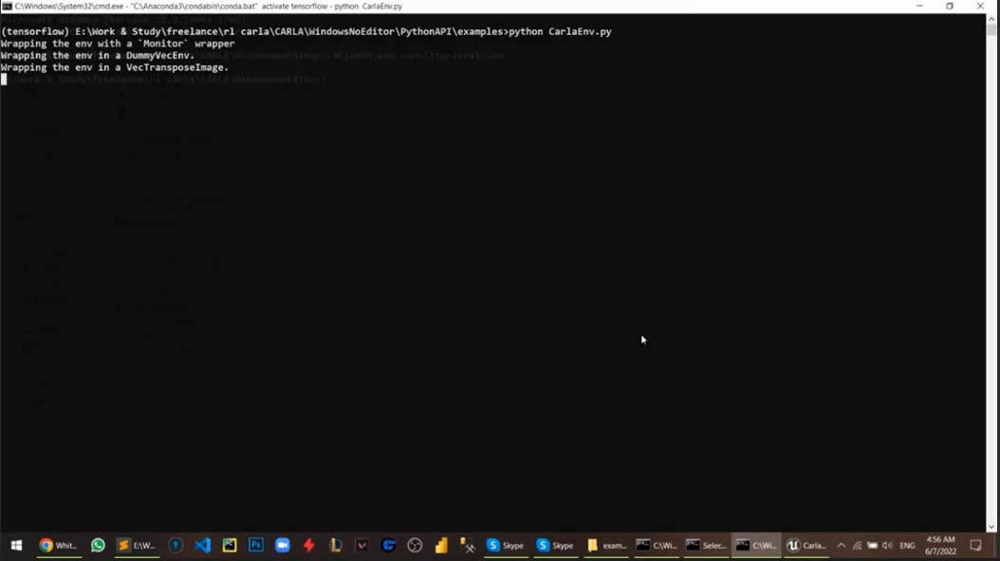 C:\Windows\System32\cmd.exe - "C:\Anaconda3\condabin\conda.bat" activate tensorflow - python CarlaEnv.py
(tensorflow) E:\Work & Study\freelance\rl carla\CARLA\WindowsNoEditor\PythonAPI\examples>python CarlaEnv.py
Wrapping the env with a `Monitor` wrapper
Wrapping the env in a DummyVecEnv.
Wrapping the env in a VecTransposeImage.
Whit...
E:\W...
Skype
Skype
exam...
C:\Wi...
Selec...
C:\Wi...
Carla...
ENG
4:56 AM
6/7/2022